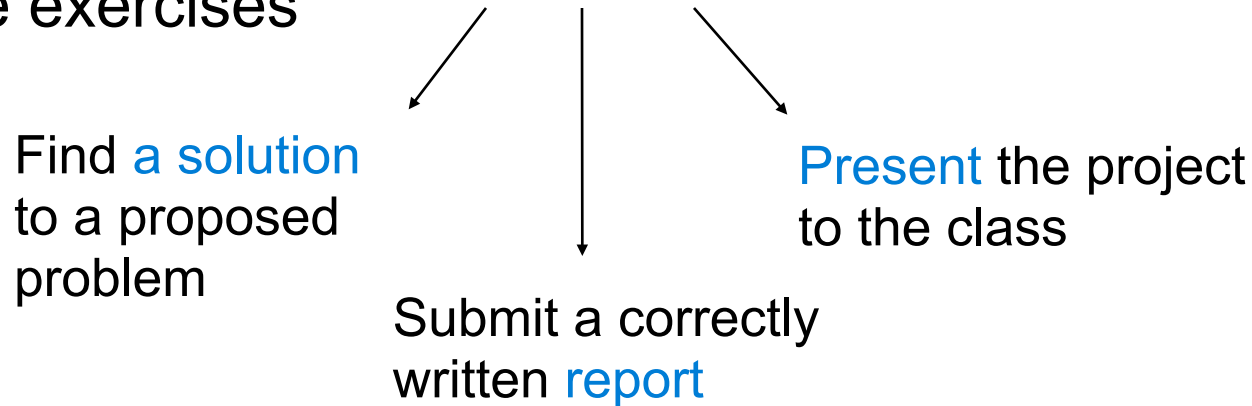 e exercises
Find a solution
to a proposed
problem
Present the project
to the class
Submit a correctly
written report